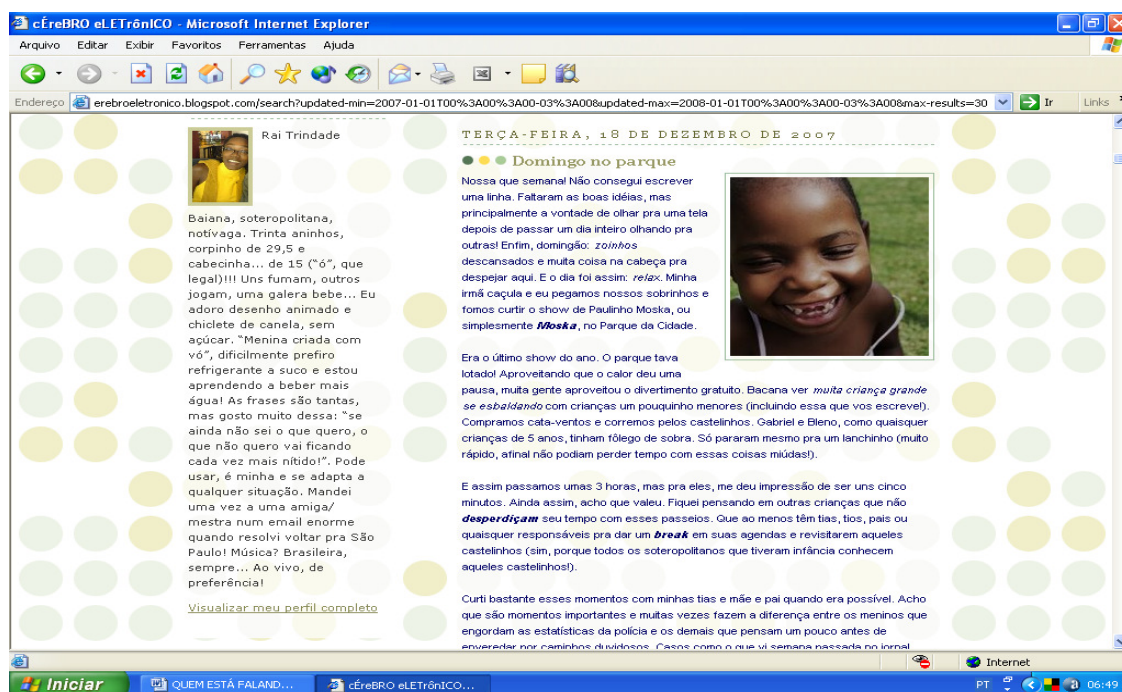 cÉreBRO eLETrônICO - Microsoft Internet Explorer
Arquivo Editar Exibir Favoritos Ferramentas Ajuda
Endereço erebroeletronico.blogspot.com/search?updated-min=2007-01-01T00%3A00%3A00-03%3A00&updated-max=2008-01-01T00%3A00%3A00-03%3A00&max-results=30 Ir Links
Rai Trindade
Baiana, soteropolitana,
notívaga. Trinta aninhos,
corpinho de 29,5 e
cabecinha... de 15 ("ó", que
legal)!!! Uns fumam, outros
jogam, uma galera bebe... Eu
adoro desenho animado e
chiclete de canela, sem
açúcar. "Menina criada com
vó", dificilmente prefiro
refrigerante a suco e estou
aprendendo a beber mais
água! As frases são tantas,
mas gosto muito dessa: "se
ainda não sei o que quero, o
que não quero vai ficando
cada vez mais nítido!". Pode
usar, é minha e se adapta a
qualquer situação. Mandei
uma vez a uma amiga/
mestra num email enorme
quando resolvi voltar pra São
Paulo! Música? Brasileira,
sempre... Ao vivo, de
preferência!
Visualizar meu perfil completo
TERÇA-FEIRA, 18 DE DEZEMBRO DE 2007
Domingo no parque
Nossa que semana! Não consegui escrever
uma linha. Faltaram as boas idéias, mas
principalmente a vontade de olhar pra uma tela
depois de passar um dia inteiro olhando pra
outras! Enfim, domingão: zoinhos
descansados e muita coisa na cabeça pra
despejar aqui. E o dia foi assim: relax. Minha
irmã caçula e eu pegamos nossos sobrinhos e
fomos curtir o show de Paulinho Moska, ou
simplesmente Moska, no Parque da Cidade.
Era o último show do ano. O parque tava
lotado! Aproveitando que o calor deu uma
pausa, muita gente aproveitou o divertimento gratuito. Bacana ver muita criança grande
se esbaldando com crianças um pouquinho menores (incluindo essa que vos escreve!).
Compramos cata-ventos e corremos pelos castelinhos. Gabriel e Bleno, como quaisquer
crianças de 5 anos, tinham fôlego de sobra. Só pararam mesmo pra um lanchinho (muito
rápido, afinal não podiam perder tempo com essas coisas miúdas!).
E assim passamos umas 3 horas, mas pra eles, me deu impressão de ser uns cinco
minutos. Ainda assim, acho que valeu. Fiquei pensando em outras crianças que não
desperdiçam seu tempo com esses passeios. Que ao menos têm tias, tios, pais ou
quaisquer responsáveis pra dar um break em suas agendas e revisitarem aqueles
castelinhos (sim, porque todos os soteropolitanos que tiveram infância conhecem
aqueles castelinhos!).
Curti bastante esses momentos com minhas tias e mãe e pai quando era possível. Acho
que são momentos importantes e muitas vezes fazem a diferença entre os meninos que
engordam as estatísticas da polícia e os demais que pensam um pouco antes de
enveredar por caminhos duvidosos. Casos como o que vi semana passada no jornal
Internet
Iniciar QUEM ESTÁ FALAND... cÉreBRO eLETrônICO... PT 06:49